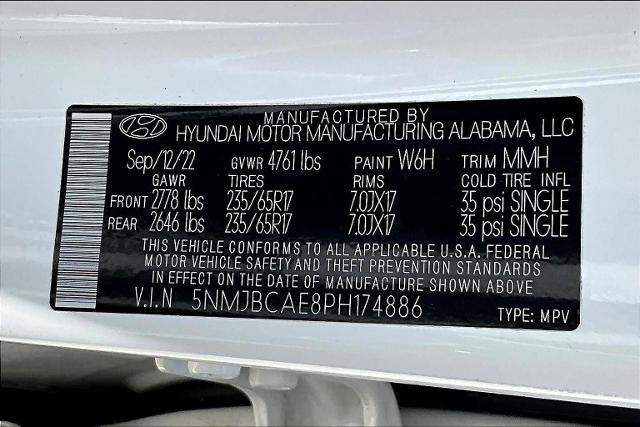 MANUFACTURED BY
HYUNDAI MOTOR MANUFACTURING ALABAMA, LLC
Sep/12/22 GVWR 4761 lbs PAINT W6H TRIM MMH
GAWR TIRES RIMS COLD TIRE INFL
FRONT 2778 lbs 235/65R17 7.0JX17 35 psi SINGLE
REAR 2646 lbs 235/65R17 7.0JX17 35 psi SINGLE
THIS VEHICLE CONFORMS TO ALL APPLICABLE U.S.A. FEDERAL
MOTOR VEHICLE SAFETY AND THEFT PREVENTION STANDARDS
IN EFFECT ON THE DATE OF MANUFACTURE SHOWN ABOVE
V.I.N 5NMJBCAE8PH174886 TYPE: MPV